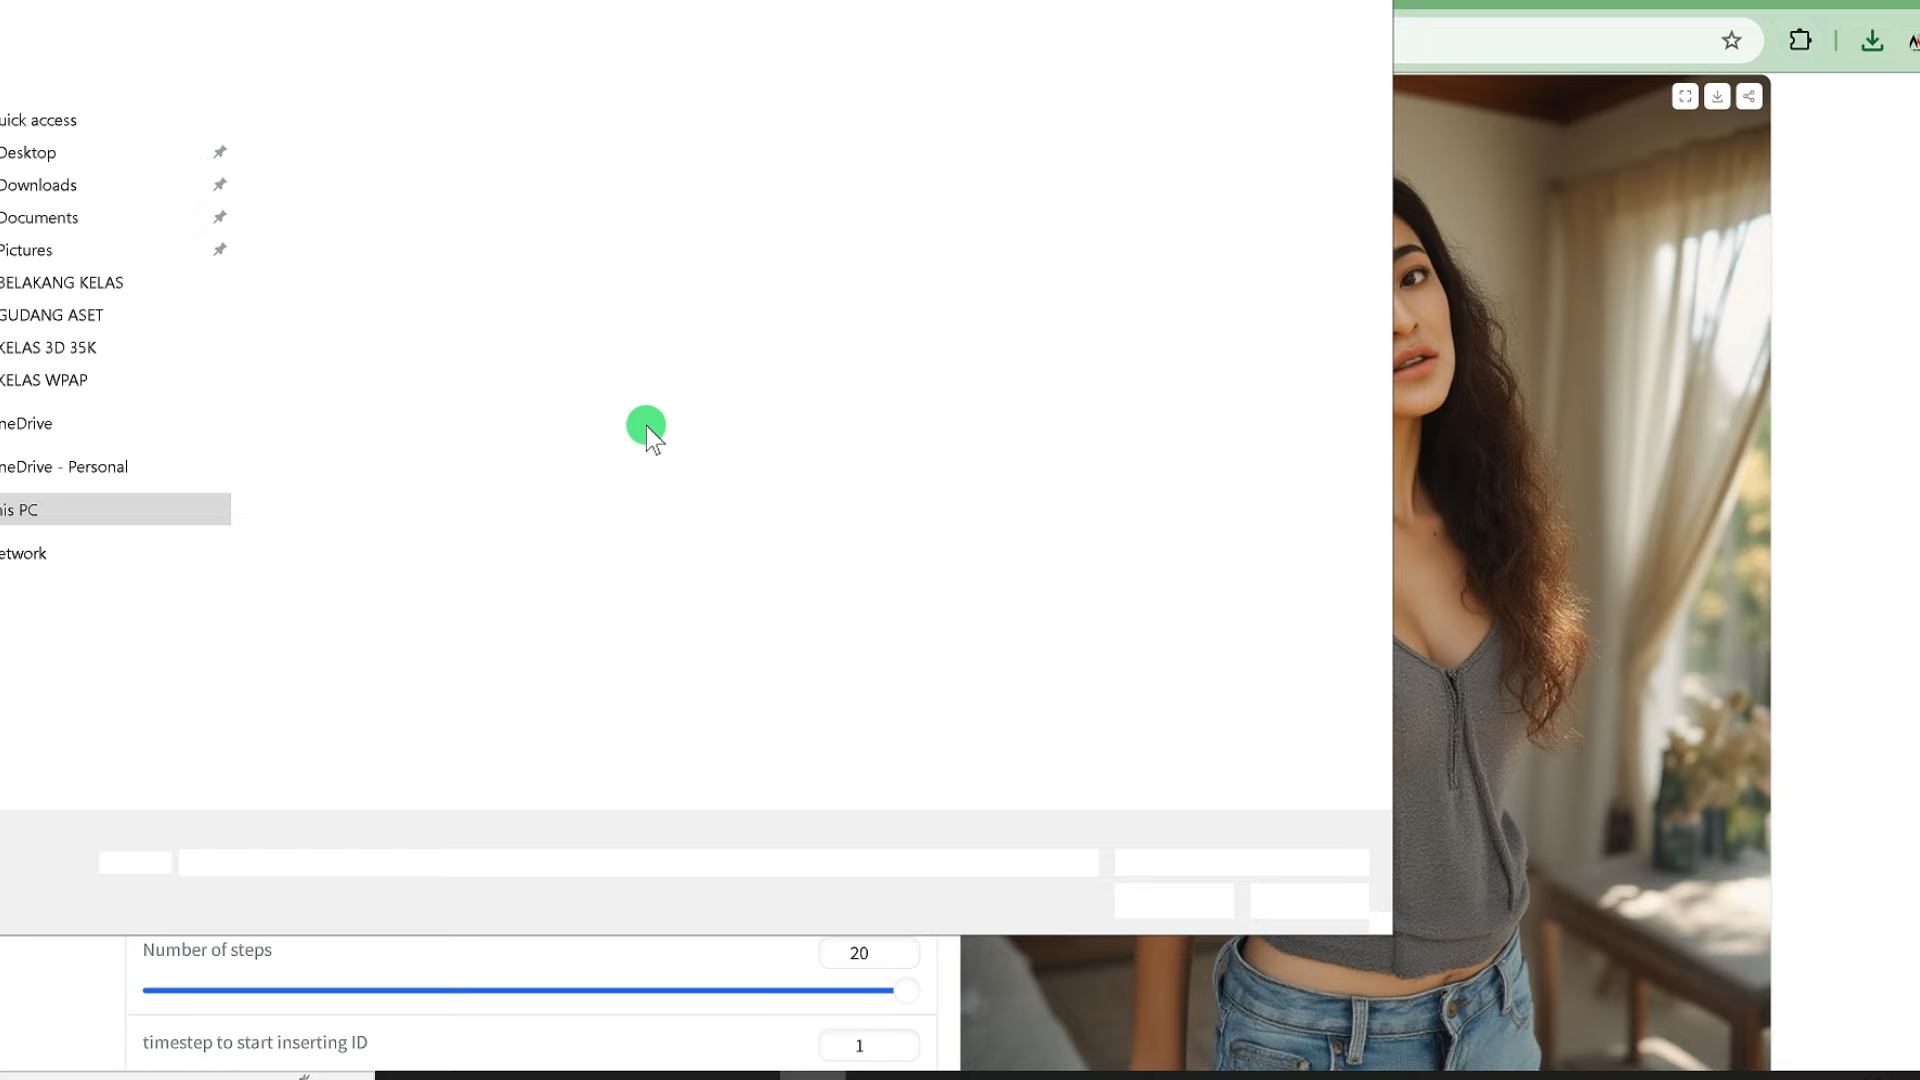 uick access
Desktop
Downloads
Documents
Pictures
BELAKANG KELAS
GUDANG ASET
KELAS 3D 35K
KELAS WPAP
neDrive
neDrive - Personal
his PC
etwork
Number of steps
20
timestep to start inserting ID
1